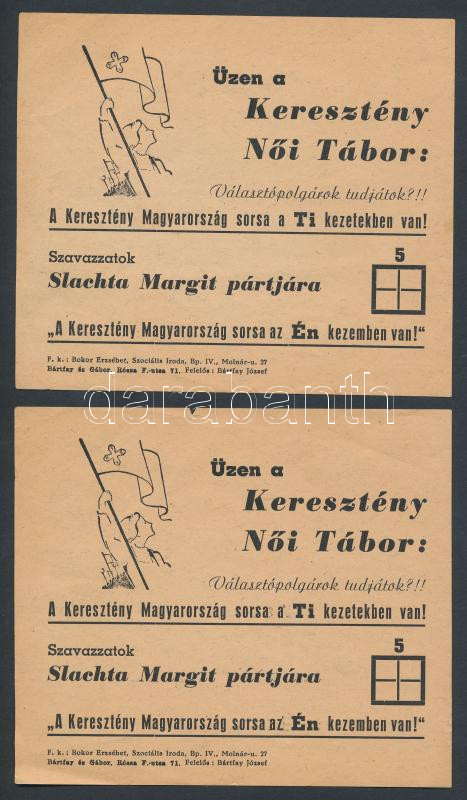 Üzen a
Keresztény
Női Tábor:
Választópolgárok tudjátok?!!
A Keresztény Magyarország sorsa a Ti kezetekben van!
Szavazzatok
Slachta Margit pártjára
5
„A Keresztény Magyarország sorsa az Én kezemben van!“
F. k.: Bokor Erzsébet, Szociális Iroda, Bp. IV., Molnár-u. 27
Bártfay és Gábor, Rózsa F.-utca 71. Felelős: Bártfay József
darabanth
Üzen a
Keresztény
Női Tábor:
Választópolgárok tudjátok?!!
A Keresztény Magyarország sorsa a Ti kezetekben van!
Szavazzatok
Slachta Margit pártjára
5
„A Keresztény Magyarország sorsa az Én kezemben van!“
F. k.: Bokor Erzsébet, Szociális Iroda, Bp. IV., Molnár-u. 27
Bártfay és Gábor, Rózsa F.-utca 71. Felelős: Bártfay József